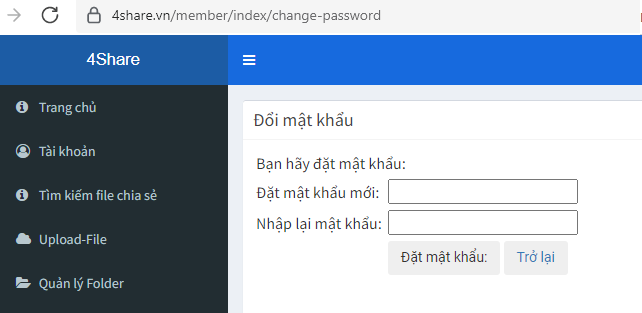 4share.vn/member/index/change-password
4Share
Trang chủ
Đổi mật khẩu
Tài khoản
Bạn hãy đặt mật khẩu:
Đặt mật khẩu mới:
Tìm kiếm file chia sẻ
Nhập lại mật khẩu:
Upload-File
Đặt mật khẩu: Trở lại
Quản lý Folder